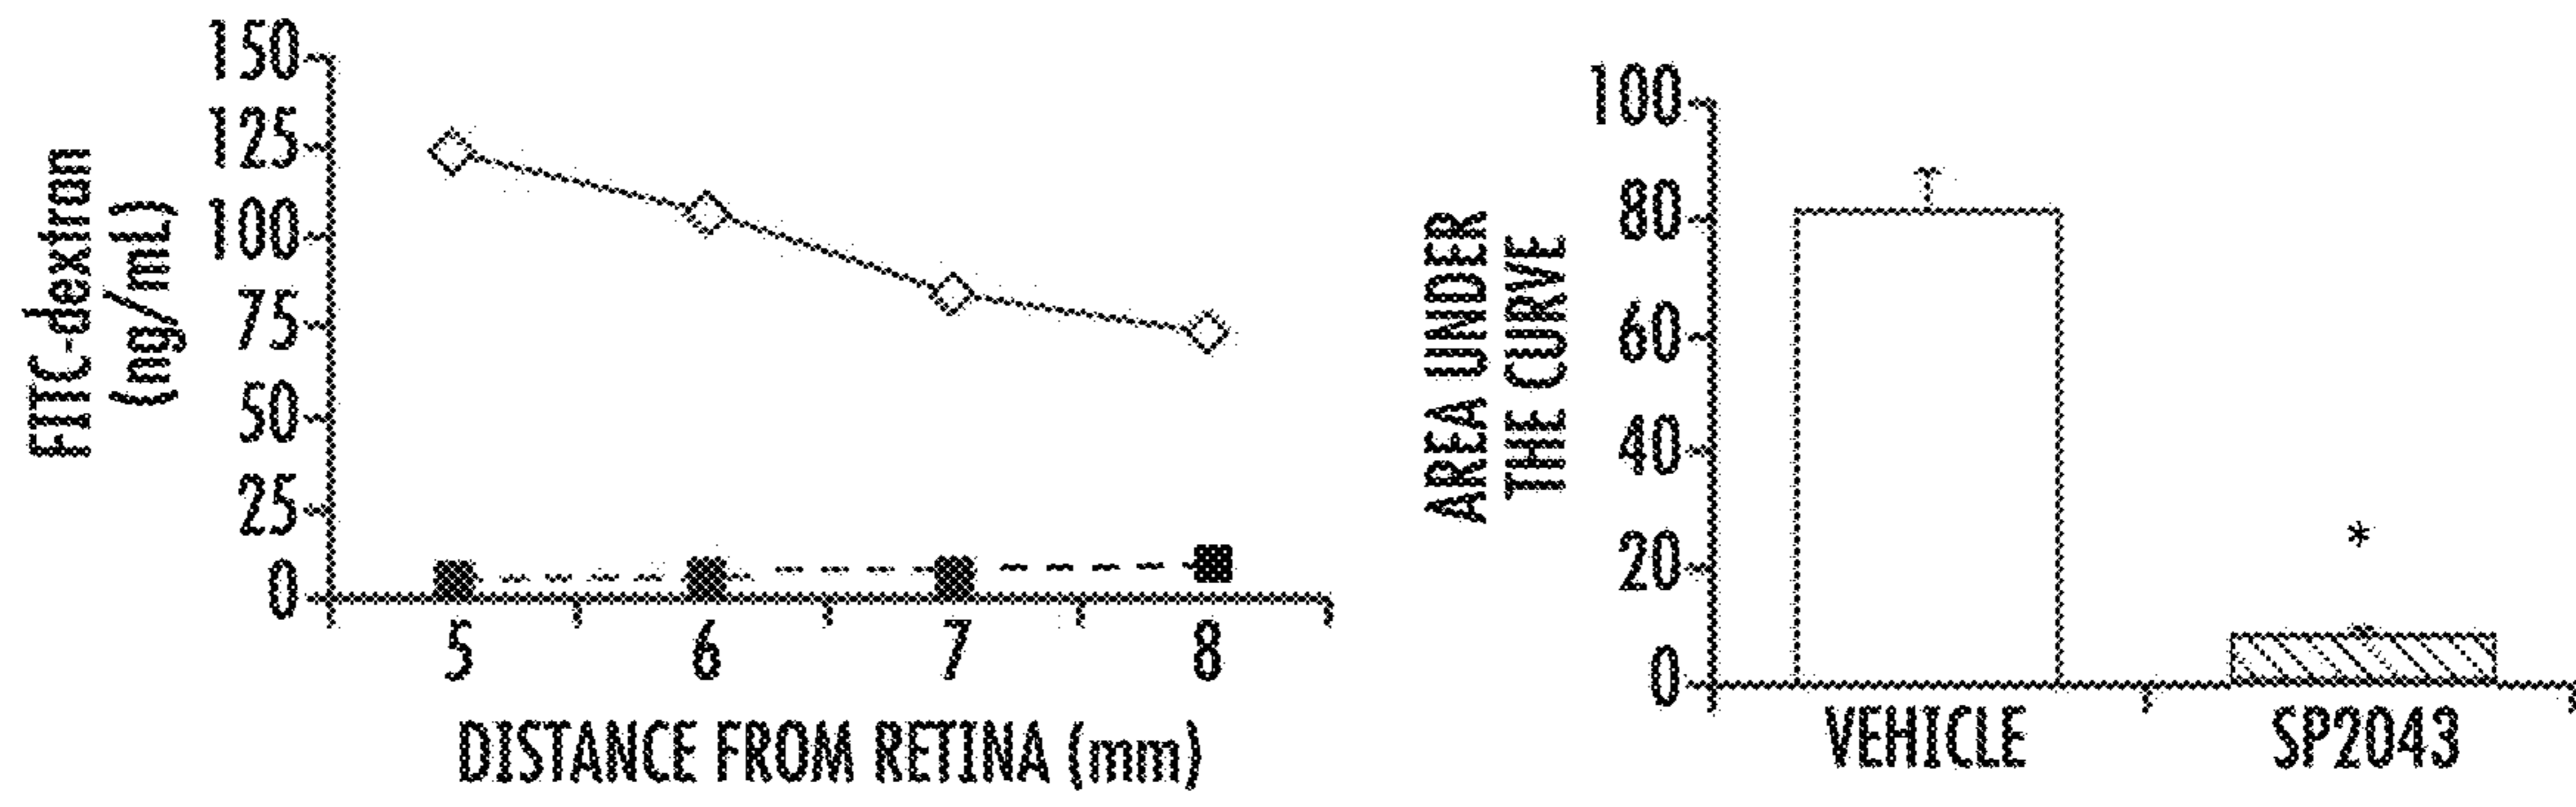 FITC-dextran
(ng/mL)
150
125
100
75
50
25
0
5 6 7 8
DISTANCE FROM RETINA (mm)
AREA UNDER
THE CURVE
100
80
60
40
20
0
*
VEHICLE SP2043